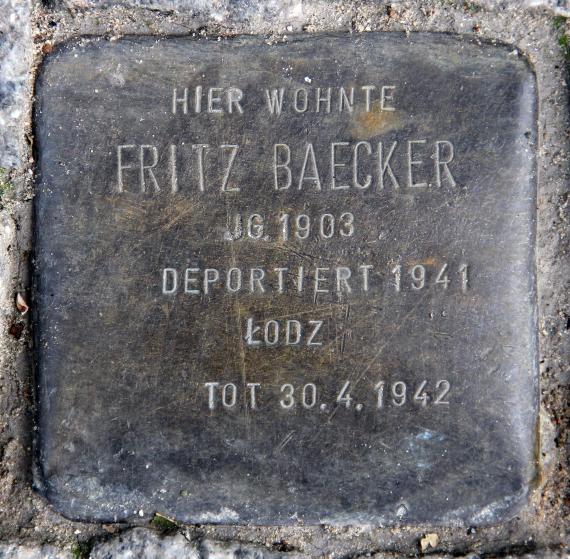 HIER WOHNTE
FRITZ BAECKER
JG. 1903
DEPORTIERT 1941
ŁODZ
TOT 30.4.1942